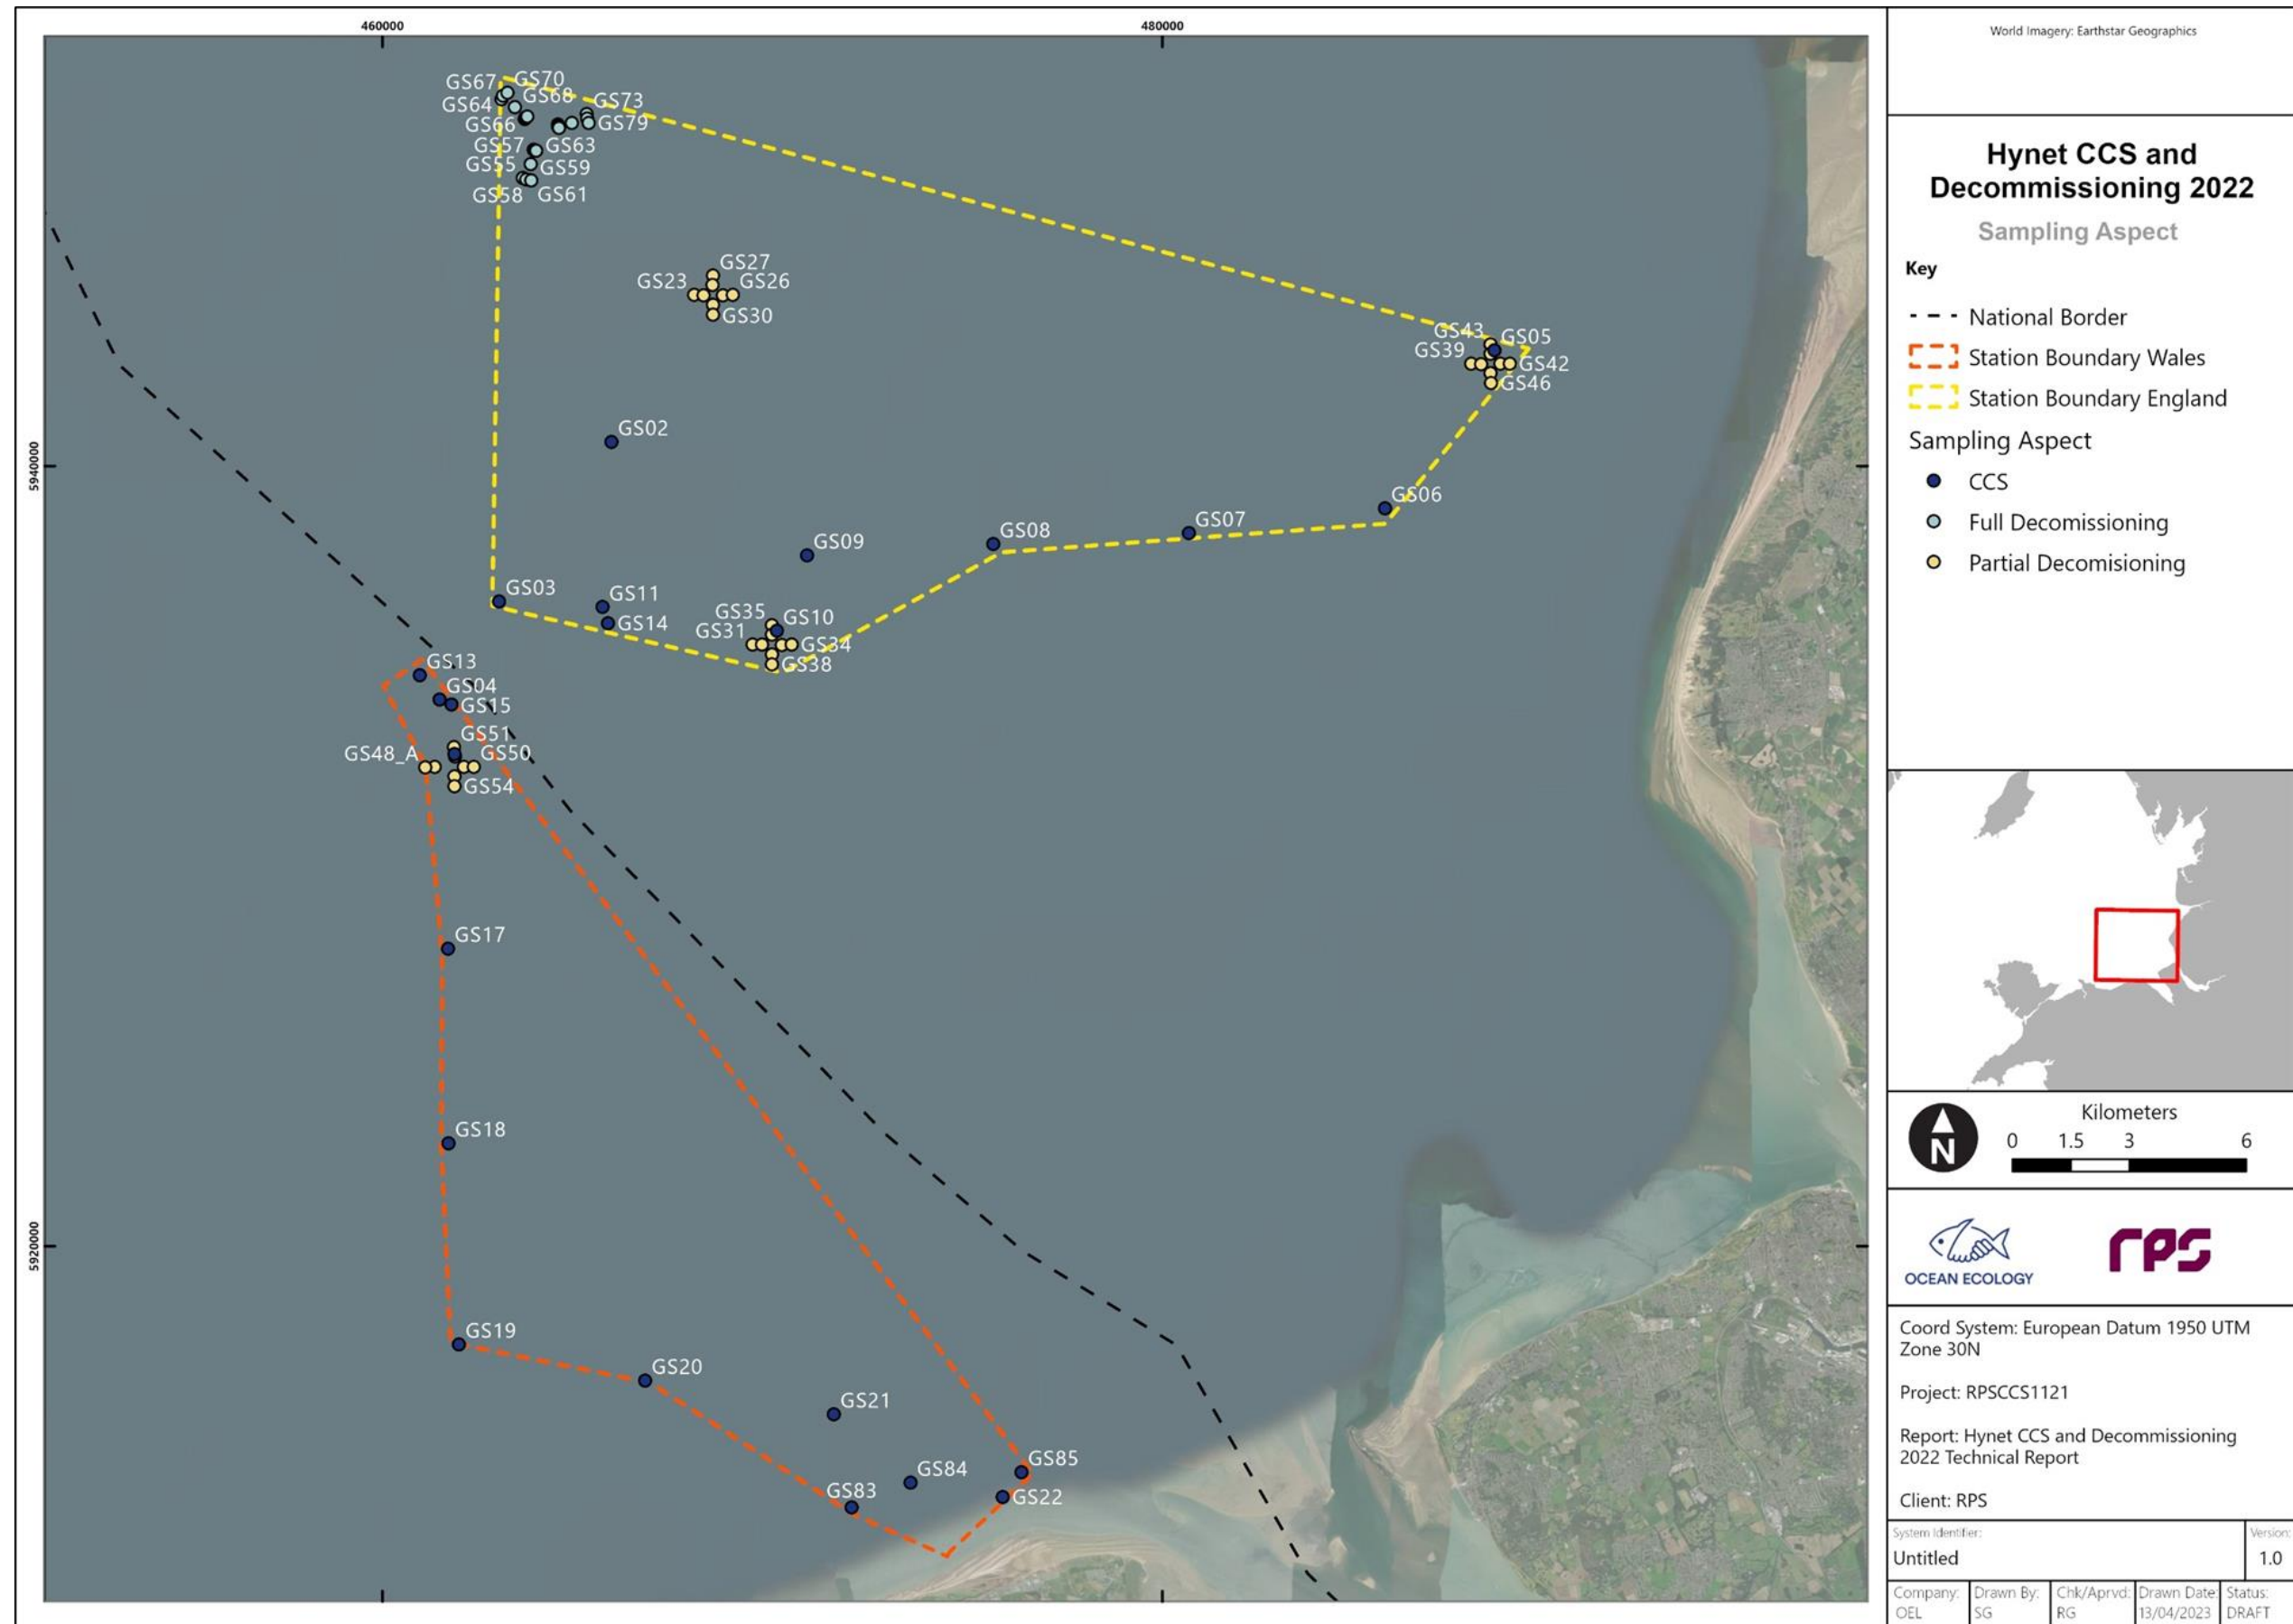 460000
480000
5940000
5920000
GS67
GS70
GS64
GS68
GS73
GS66
GS79
GS57
GS63
GS55
GS59
GS58
GS61
GS27
GS23
GS26
GS30
GS43
GS05
GS39
GS42
GS46
GS02
GS06
GS07
GS08
GS09
GS03
GS11
GS14
GS35
GS10
GS31
GS34
GS38
GS13
GS04
GS15
GS51
GS48_A
GS50
GS54
GS17
GS18
GS19
GS20
GS21
GS85
GS84
GS83
GS22
World Imagery: Earthstar Geographics
Hynet CCS and
Decommissioning 2022
Sampling Aspect
Key
National Border
Station Boundary Wales
Station Boundary England
Sampling Aspect
CCS
Full Decomissioning
Partial Decomisioning
N
Kilometers
0 1.5 3 6
OCEAN ECOLOGY
rps
Coord System: European Datum 1950 UTM
Zone 30N
Project: RPSCCS1121
Report: Hynet CCS and Decommissioning
2022 Technical Report
Client: RPS
System Identifier: Version:
Untitled 1.0
Company: Drawn By: Chk/Aprvd: Drawn Date: Status:
OEL SG RG 13/04/2023 DRAFT